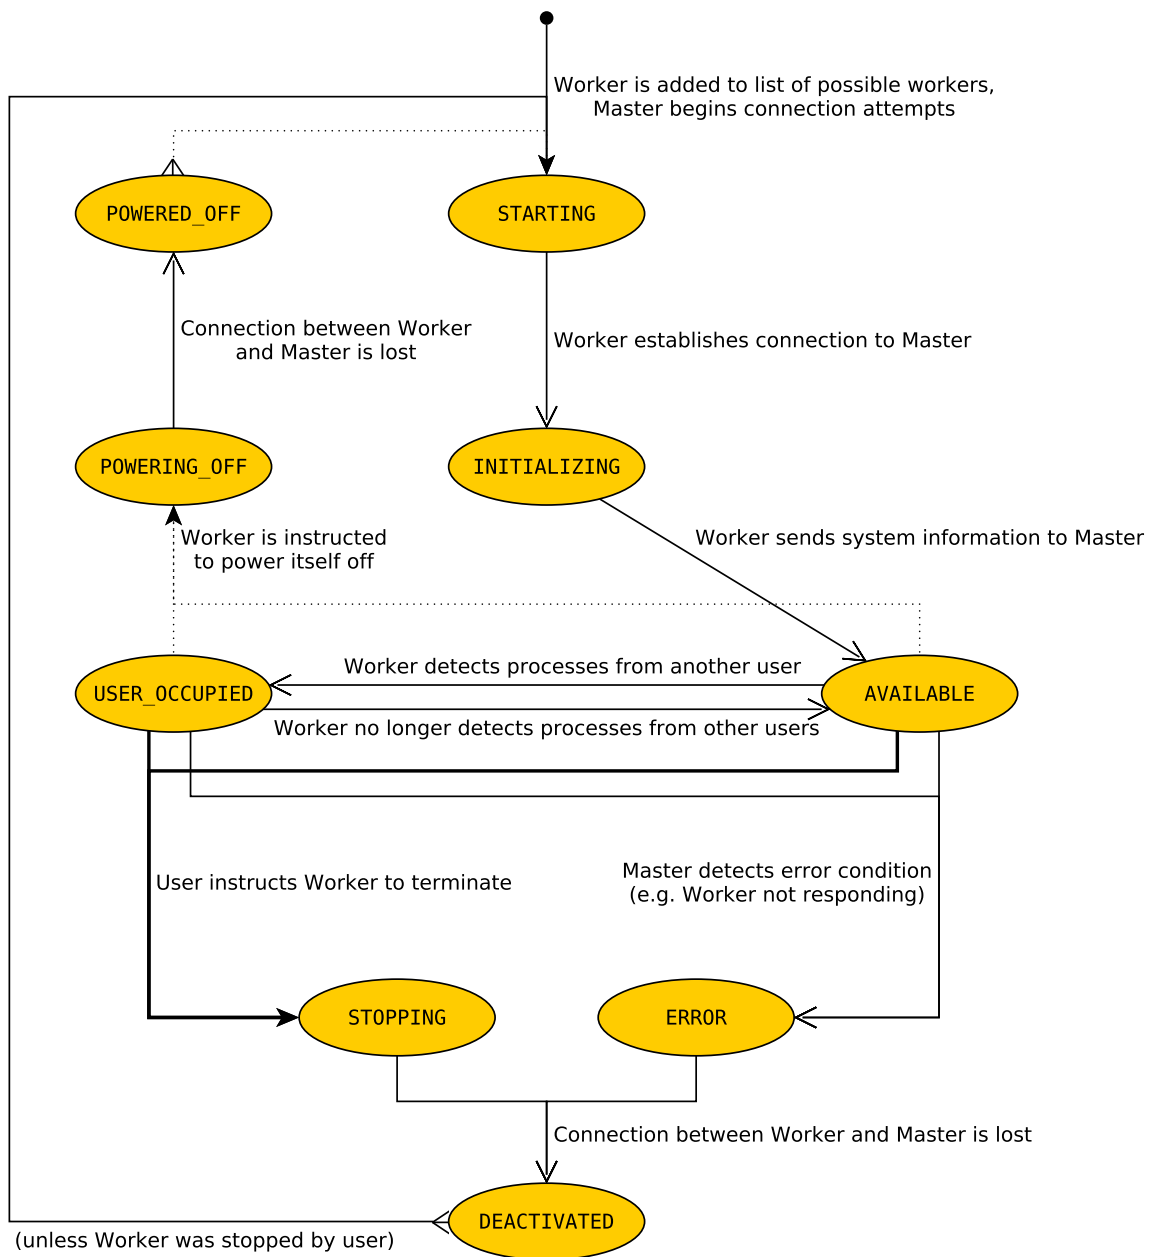 Worker is added to list of possible workers,
Master begins connection attempts
POWERED_OFF
STARTING
Connection between Worker
and Master is lost
Worker establishes connection to Master
POWERING_OFF
INITIALIZING
Worker is instructed
to power itself off
Worker sends system information to Master
Worker detects processes from another user
USER_OCCUPIED
AVAILABLE
Worker no longer detects processes from other users
User instructs Worker to terminate
Master detects error condition
(e.g. Worker not responding)
STOPPING
ERROR
Connection between Worker and Master is lost
DEACTIVATED
(unless Worker was stopped by user)